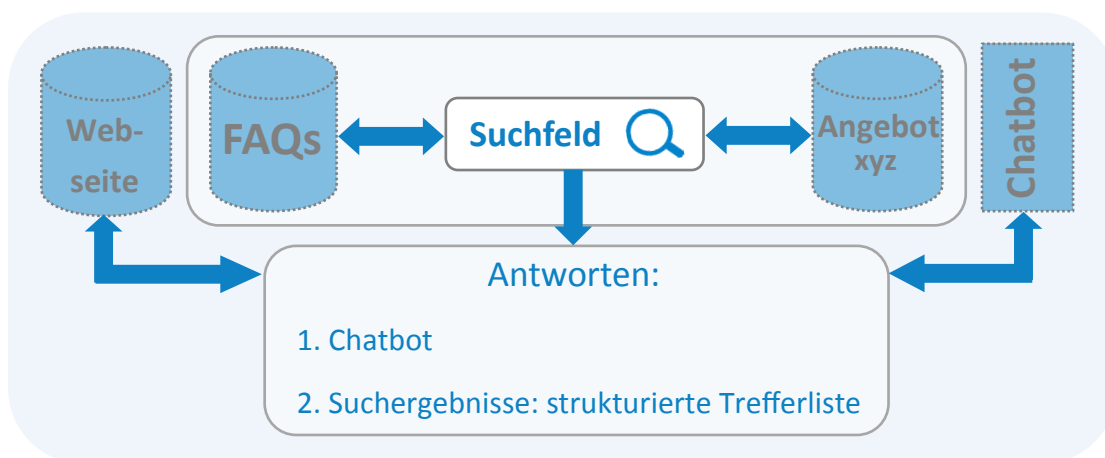 Web-
seite
FAQs
Suchfeld
Angebot
xyz
Chatbot
Antworten:
1. Chatbot
2. Suchergebnisse: strukturierte Trefferliste